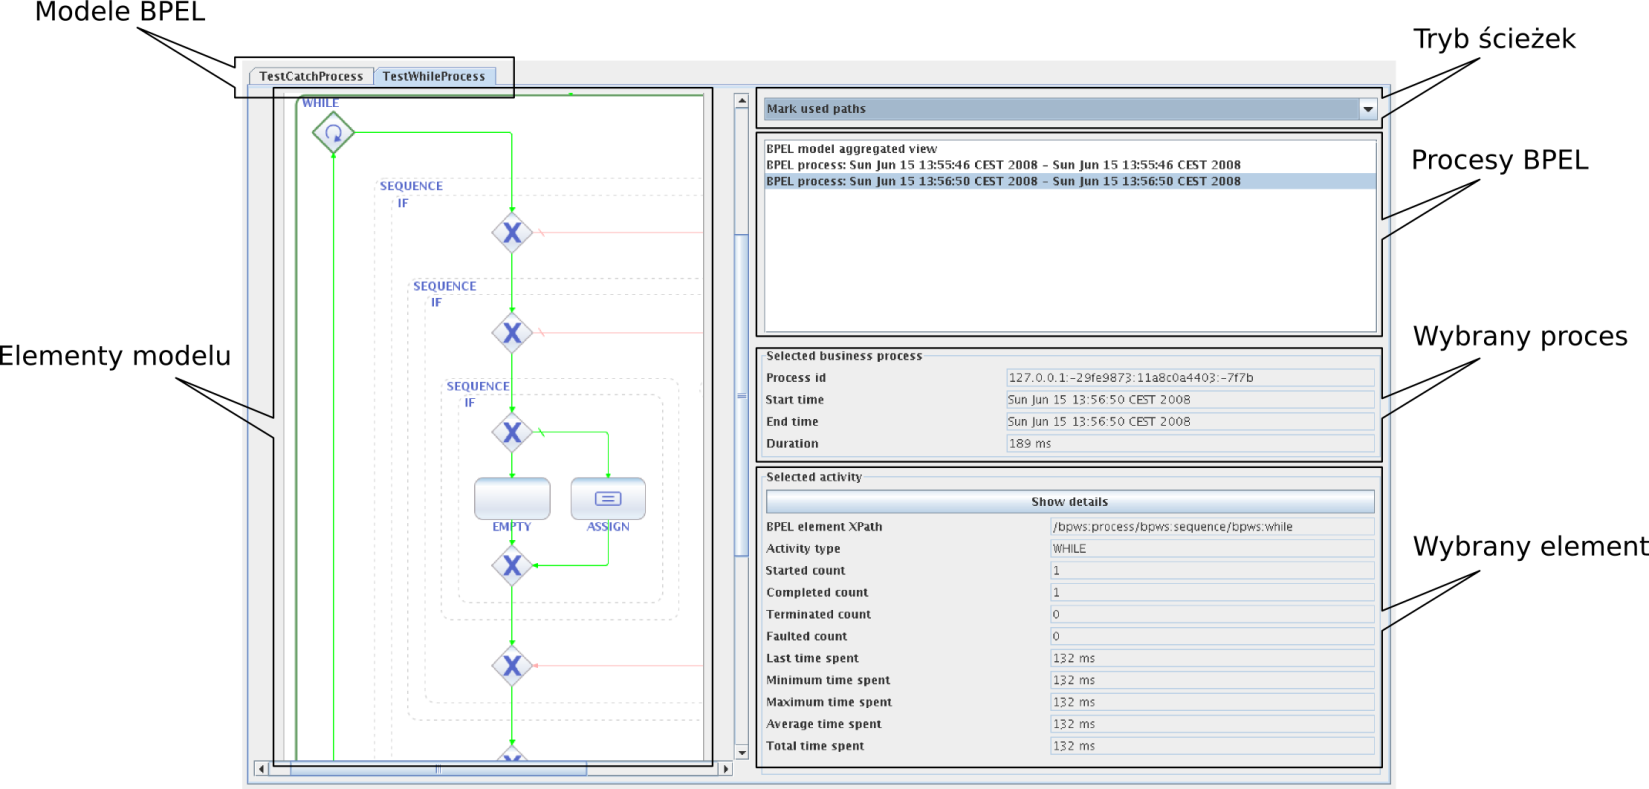 Modele BPEL
Tryb ścieżek
TestCatchProcess
TestWhileProcess
WHILE
SEQUENCE
IF
X
SEQUENCE
IF
X
SEQUENCE
IF
X
EMPTY
ASSIGN
X
X
X
Elementy modelu
Mark used paths
BPEL model aggregated view
BPEL process: Sun Jun 15 13:55:46 CEST 2008 - Sun Jun 15 13:55:46 CEST 2008
BPEL process: Sun Jun 15 13:56:50 CEST 2008 - Sun Jun 15 13:56:50 CEST 2008
Procesy BPEL
Selected business process
Process id 127.0.0.1:-29fe9873:11a8c0a4403:-7f7b
Start time Sun Jun 15 13:56:50 CEST 2008
End time Sun Jun 15 13:56:50 CEST 2008
Duration 189 ms
Wybrany proces
Selected activity
Show details
BPEL element XPath /bpws:process/bpws:sequence/bpws:while
Activity type WHILE
Started count 1
Completed count 1
Terminated count 0
Faulted count 0
Last time spent 132 ms
Minimum time spent 132 ms
Maximum time spent 132 ms
Average time spent 132 ms
Total time spent 132 ms
Wybrany element